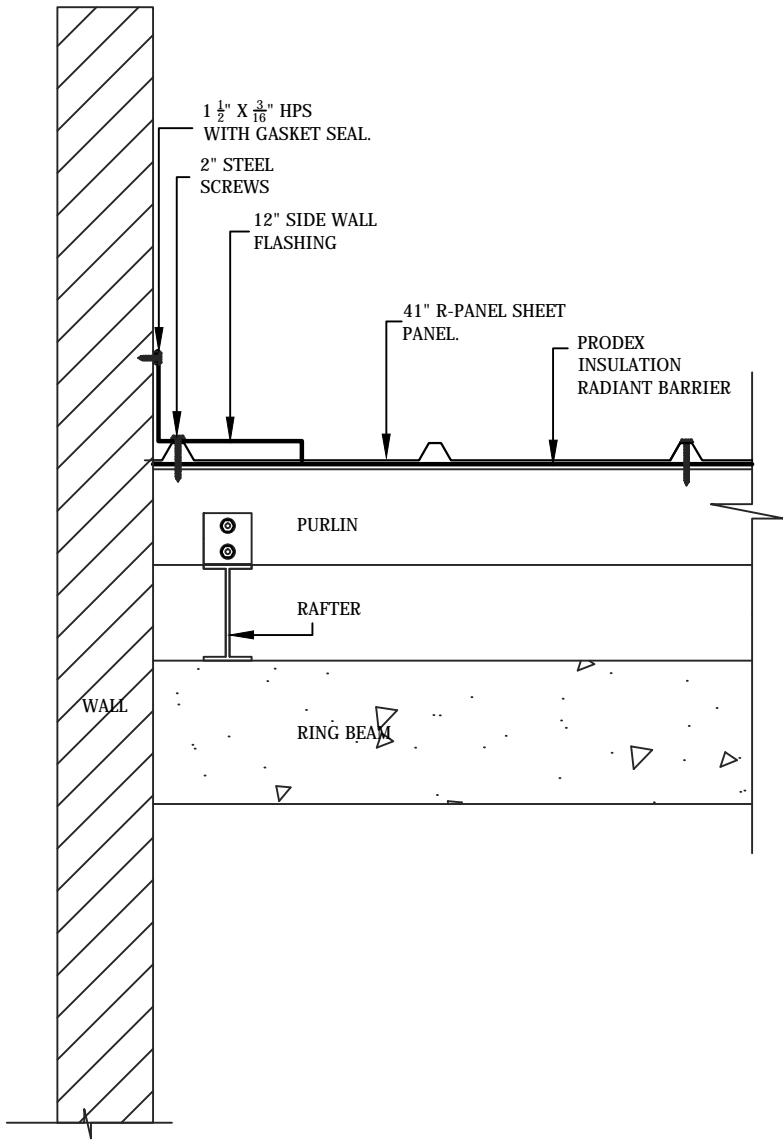 1 1/2" X 3/16" HPS
WITH GASKET SEAL.
2" STEEL
SCREWS
12" SIDE WALL
FLASHING
41" R-PANEL SHEET
PANEL.
PRODEX
INSULATION
RADIANT BARRIER
PURLIN
RAFTER
WALL
RING BEAM